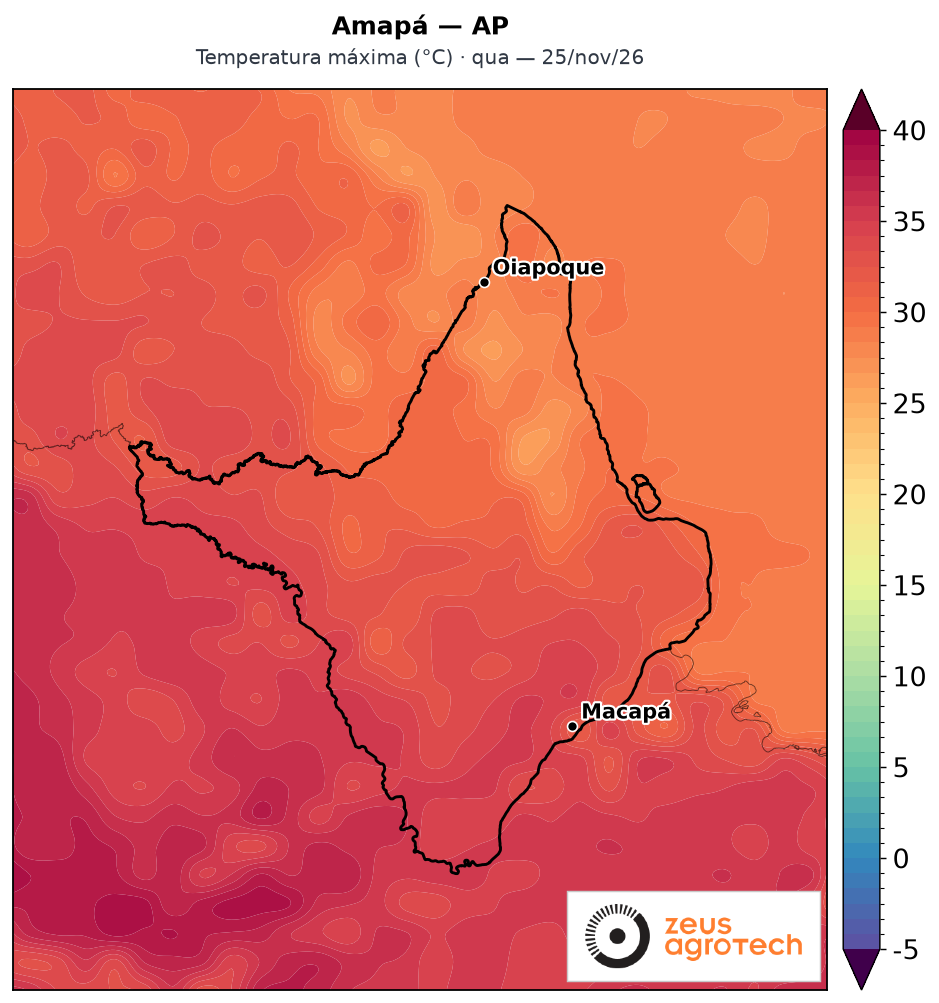 Amapá — AP
Temperatura máxima (°C) · qua — 25/nov/26
40
35
30
25
20
15
10
5
0
-5
Oiapoque
Macapá
zeus
agrotech